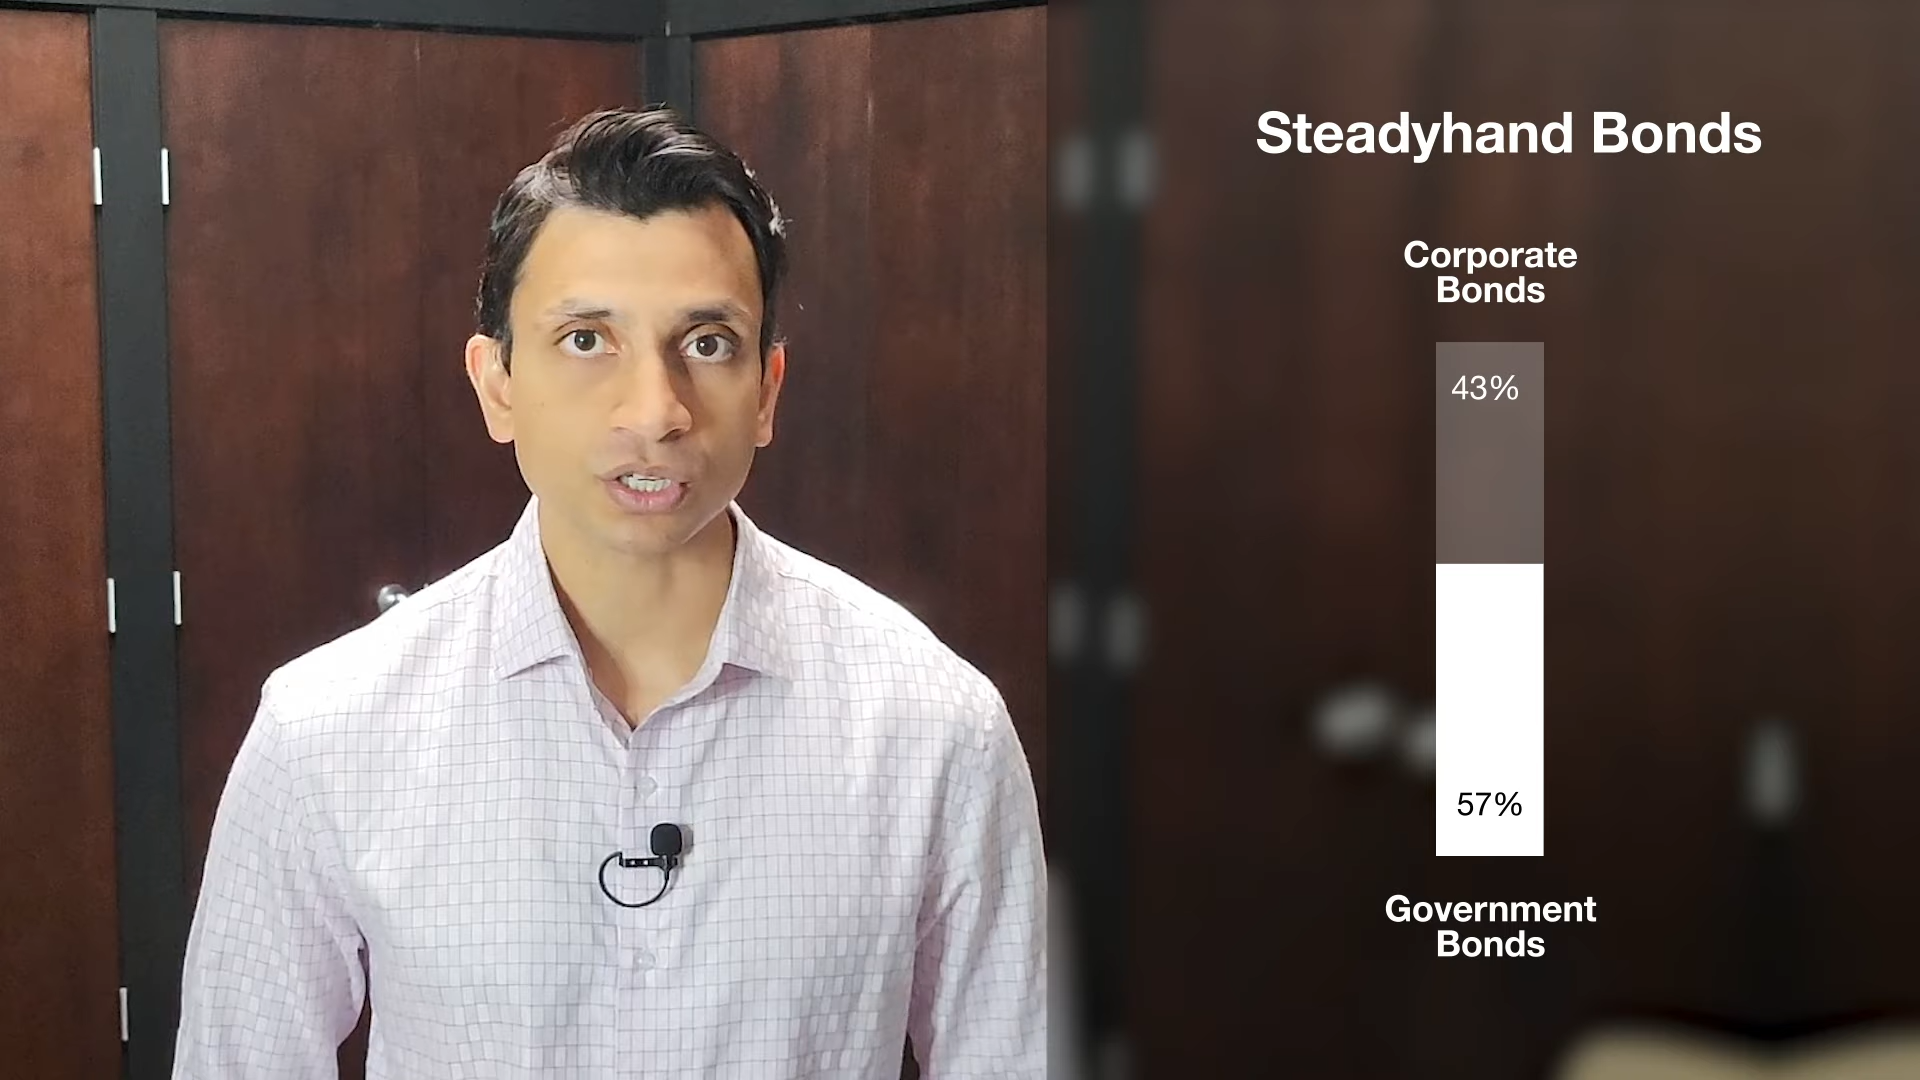 Steadyhand Bonds
Corporate
Bonds
43%
57%
Government
Bonds